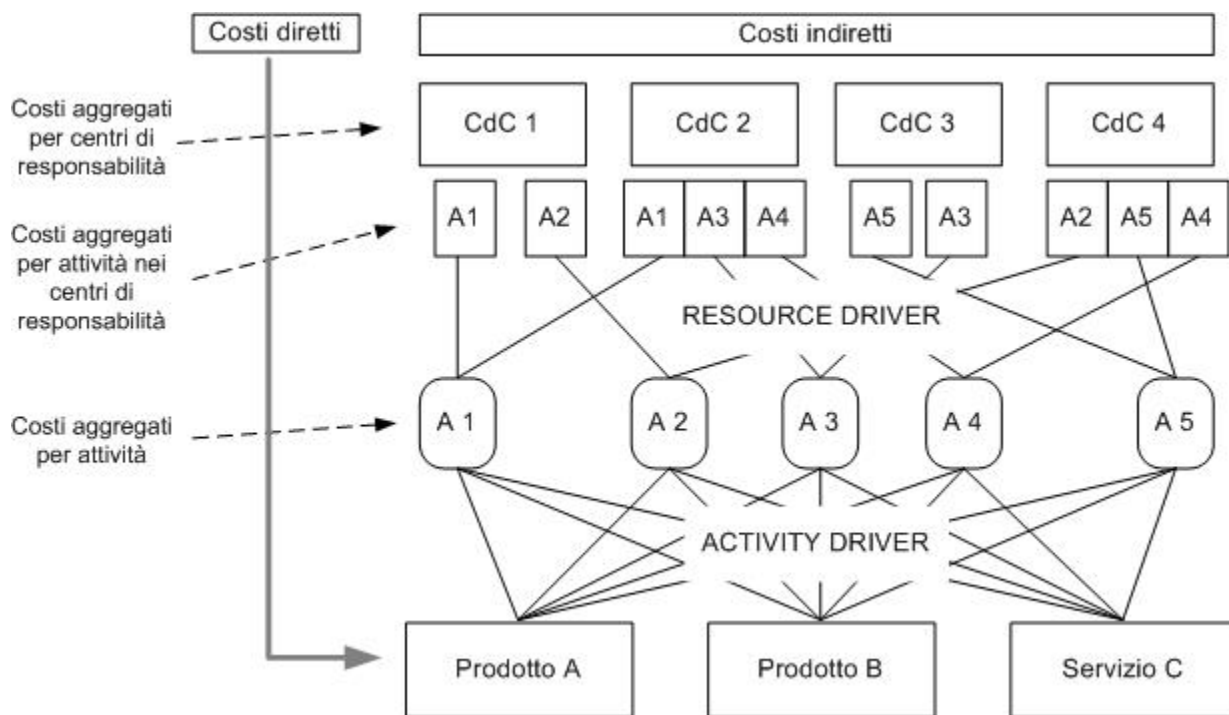 Costi diretti
Costi indiretti
Costi aggregati
per centri di
responsabilità
CdC 1
CdC 2
CdC 3
CdC 4
Costi aggregati
per attività nei
centri di
responsabilità
A1
A2
A1
A3
A4
A5
A3
A2
A5
A4
RESOURCE DRIVER
Costi aggregati
per attività
A 1
A 2
A 3
A 4
A 5
ACTIVITY DRIVER
Prodotto A
Prodotto B
Servizio C